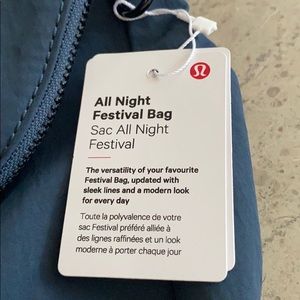 All Night
Festival Bag
Sac All Night
Festival
The versatility of your favourite
Festival Bag, updated with
sleek lines and a modern look
for every day
Toute la polyvalence de votre
sac Festival préféré alliée à
des lignes raffinées et un look
moderne à porter chaque jour